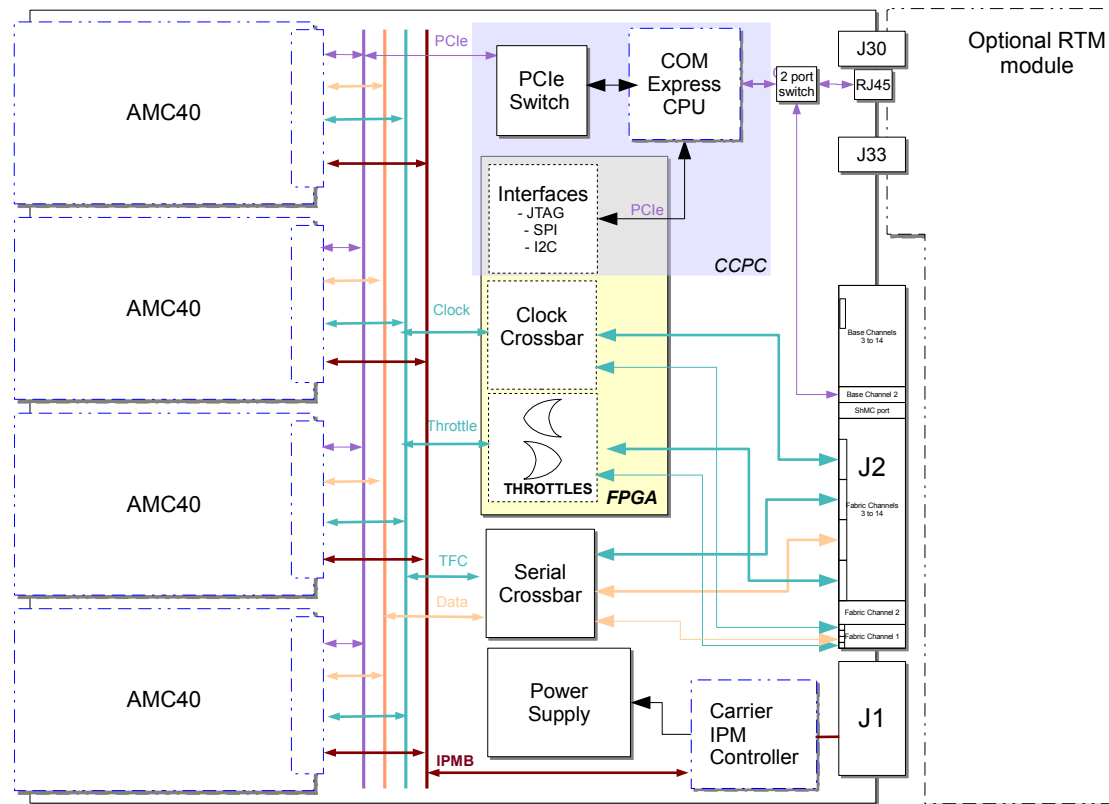 Optional RTM
module
J30
RJ45
J33
2 port
switch
PCIe
PCIe
Switch
COM
Express
CPU
AMC40
Interfaces
- JTAG
- SPI
- I2C
PCIe
CCPC
AMC40
Clock
Clock
Crossbar
Base Channels
3 to 14
Base Channel 2
ShMC port
J2
Fabric Channels
3 to 14
Fabric Channel 2
Fabric Channel 1
Throttle
THROTTLES
FPGA
AMC40
TFC
Data
Serial
Crossbar
AMC40
Power
Supply
Carrier
IPM
Controller
J1
IPMB